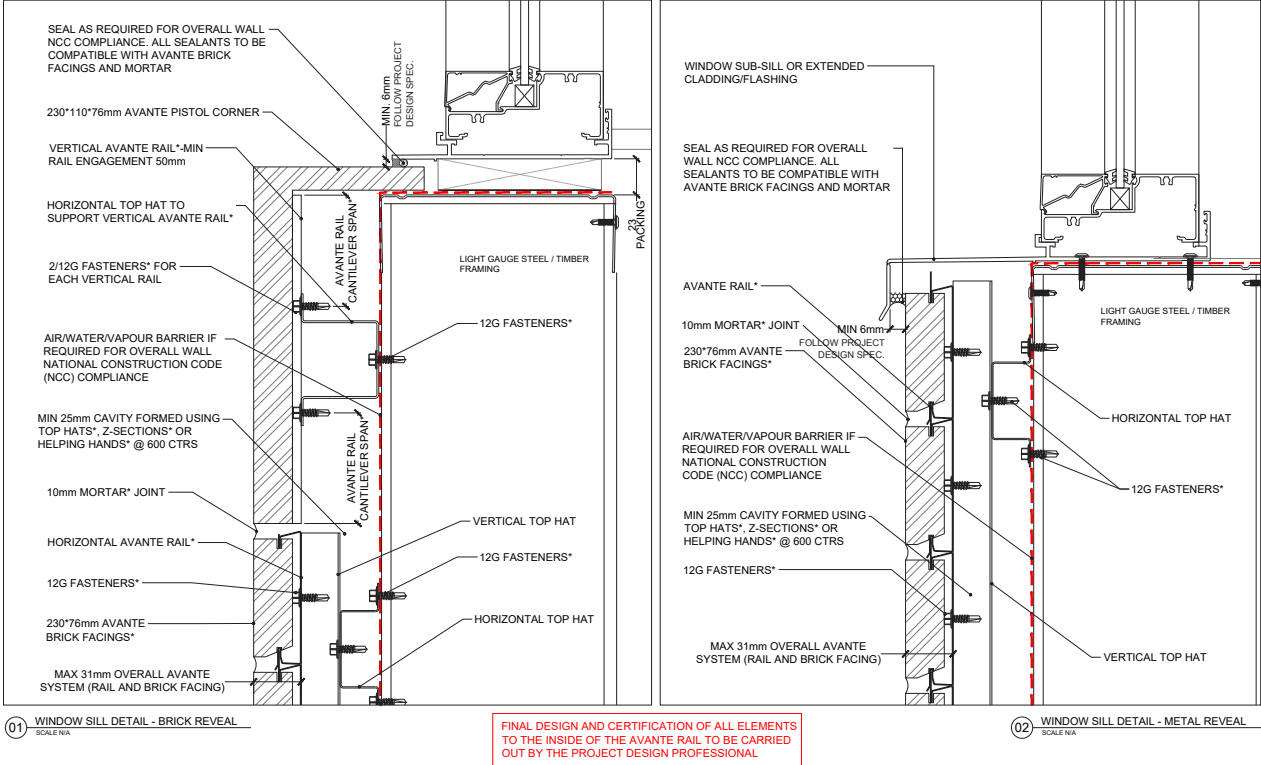 SEAL AS REQUIRED FOR OVERALL WALL
NCC COMPLIANCE. ALL SEALANTS TO BE
COMPATIBLE WITH AVANTE BRICK
FACINGS AND MORTAR
230*110*76mm AVANTE PISTOL CORNER
VERTICAL AVANTE RAIL*-MIN
RAIL ENGAGEMENT 50mm
HORIZONTAL TOP HAT TO
SUPPORT VERTICAL AVANTE RAIL*
2/12G FASTENERS* FOR
EACH VERTICAL RAIL
AIR/WATER/VAPOUR BARRIER IF
REQUIRED FOR OVERALL WALL
NATIONAL CONSTRUCTION CODE
(NCC) COMPLIANCE
MIN 25mm CAVITY FORMED USING
TOP HATS*, Z-SECTIONS* OR
HELPING HANDS* @ 600 CTRS
10mm MORTAR* JOINT
HORIZONTAL AVANTE RAIL*
12G FASTENERS*
230*76mm AVANTE
BRICK FACINGS*
MAX 31mm OVERALL AVANTE
SYSTEM (RAIL AND BRICK FACING)
MIN. 6mm
FOLLOW PROJECT
DESIGN SPEC.
AVANTE RAIL
CANTILEVER SPAN*
AVANTE RAIL
CANTILEVER SPAN*
23
PACKING*
LIGHT GAUGE STEEL / TIMBER
FRAMING
12G FASTENERS*
VERTICAL TOP HAT
12G FASTENERS*
HORIZONTAL TOP HAT
01
WINDOW SILL DETAIL - BRICK REVEAL
SCALE N/A
WINDOW SUB-SILL OR EXTENDED
CLADDING/FLASHING
SEAL AS REQUIRED FOR OVERALL
WALL NCC COMPLIANCE. ALL
SEALANTS TO BE COMPATIBLE WITH
AVANTE BRICK FACINGS AND MORTAR
AVANTE RAIL*
10mm MORTAR* JOINT
MIN 6mm
FOLLOW PROJECT
DESIGN SPEC.
230*76mm AVANTE
BRICK FACINGS*
AIR/WATER/VAPOUR BARRIER IF
REQUIRED FOR OVERALL WALL
NATIONAL CONSTRUCTION
CODE (NCC) COMPLIANCE
MIN 25mm CAVITY FORMED USING
TOP HATS*, Z-SECTIONS* OR
HELPING HANDS* @ 600 CTRS
12G FASTENERS*
MAX 31mm OVERALL AVANTE
SYSTEM (RAIL AND BRICK FACING)
LIGHT GAUGE STEEL / TIMBER
FRAMING
HORIZONTAL TOP HAT
12G FASTENERS*
VERTICAL TOP HAT
02
WINDOW SILL DETAIL - METAL REVEAL
SCALE N/A
FINAL DESIGN AND CERTIFICATION OF ALL ELEMENTS
TO THE INSIDE OF THE AVANTE RAIL TO BE CARRIED
OUT BY THE PROJECT DESIGN PROFESSIONAL